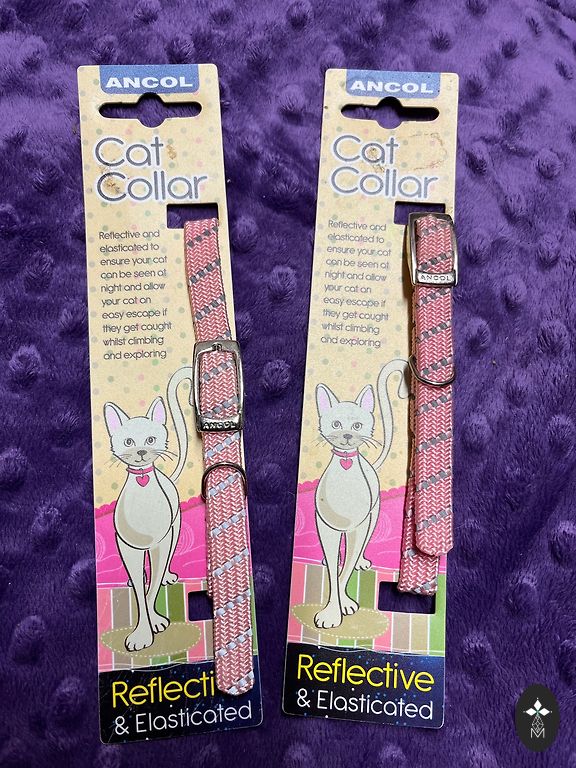 ANCOL
Cat
Collar
Reflective and
elasticated to
ensure your cat
can be seen at
night and allow
your cat an
easy escape if
they get caught
whilst climbing
and exploring
ANCOL
Reflecti
& Elasticated
ANCOL
Cat
Collar
Reflective and
elasticated to
ensure your cat
can be seen at
night and allow
your cat an
easy escape if
they get caught
whilst climbing
and exploring
ANCOL
Reflective
& Elasticated
M